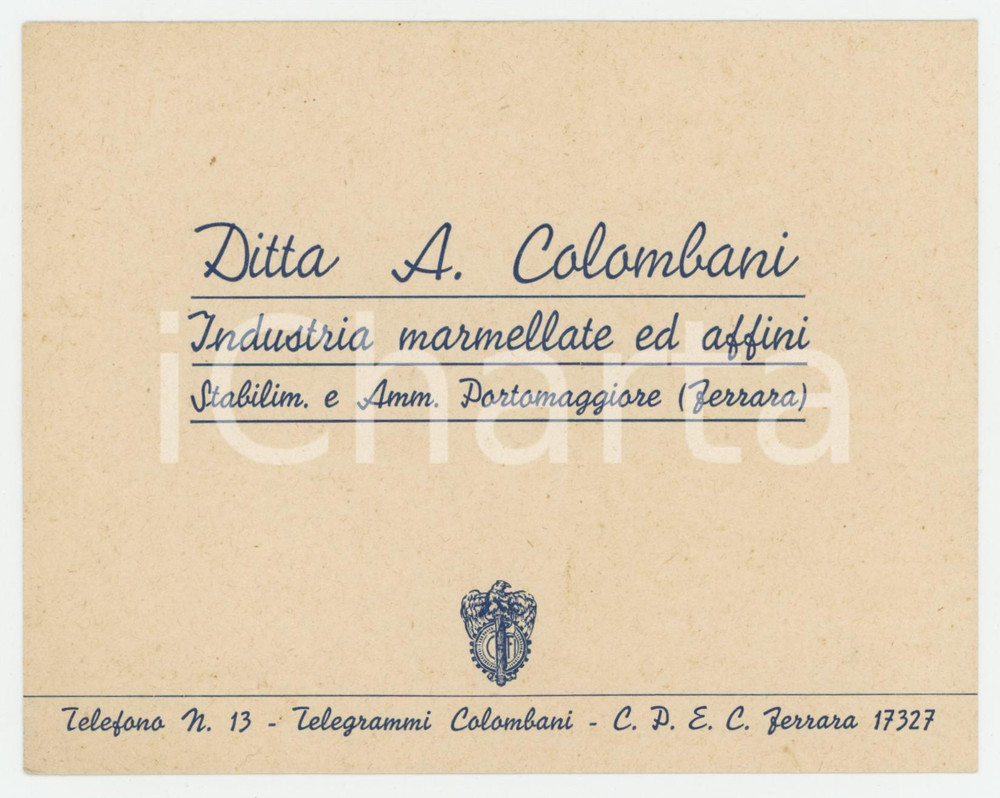 Ditta A. Colombani
Industria marmellate ed affini
Stabilim. e Amm. Portomaggiore (Ferrara)
iCharta
Telefono N. 13 - Telegrammi Colombani - C. P. E. C. Ferrara 17327